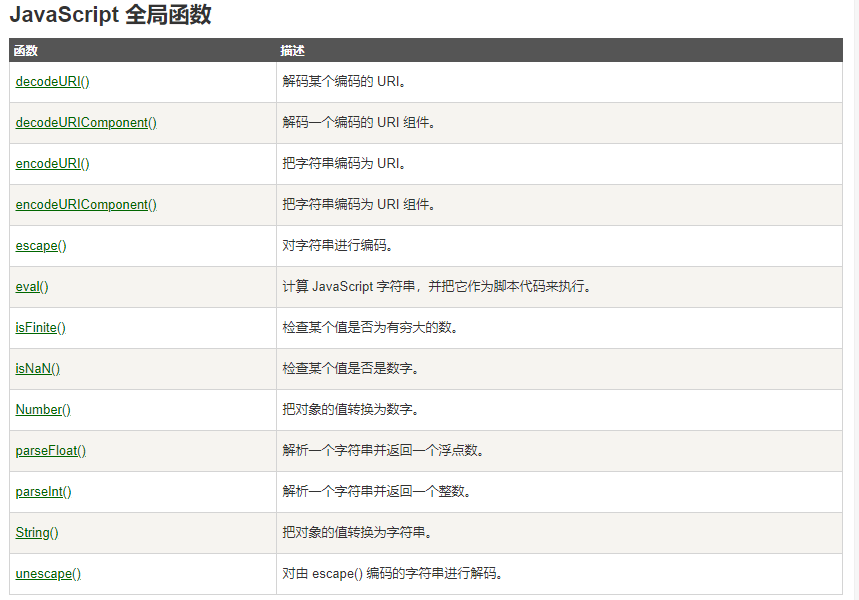 JavaScript 全局函数
函数 描述
decodeURI() 解码某个编码的 URI。
decodeURIComponent() 解码一个编码的 URI 组件。
encodeURI() 把字符串编码为 URI。
encodeURIComponent() 把字符串编码为 URI 组件。
escape() 对字符串进行编码。
eval() 计算 JavaScript 字符串，并把它作为脚本代码来执行。
isFinite() 检查某个值是否为有穷大的数。
isNaN() 检查某个值是否是数字。
Number() 把对象的值转换为数字。
parseFloat() 解析一个字符串并返回一个浮点数。
parseInt() 解析一个字符串并返回一个整数。
String() 把对象的值转换为字符串。
unescape() 对由 escape() 编码的字符串进行解码。